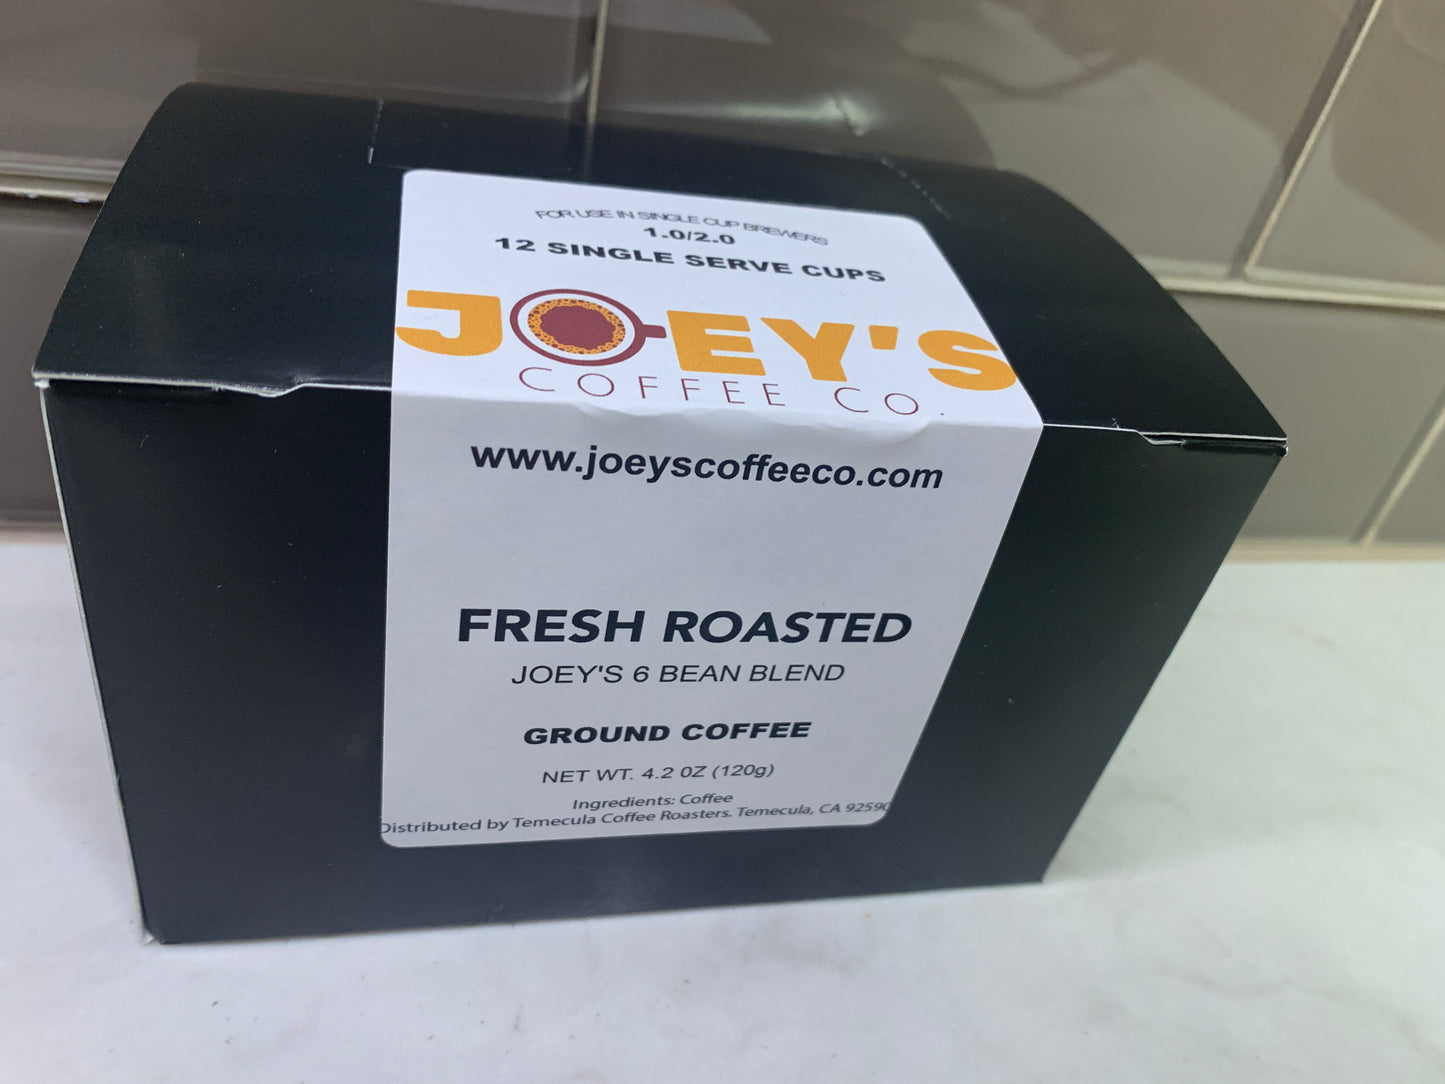 FOR USE IN SINGLE CUP BREWERS
1.0/2.0
12 SINGLE SERVE CUPS
JOEY'S
COFFEE CO.
www.joeyscoffeeco.com
FRESH ROASTED
JOEY'S 6 BEAN BLEND
GROUND COFFEE
NET WT. 4.2 OZ (120g)
Ingredients: Coffee
Distributed by Temecula Coffee Roasters. Temecula, CA 92590